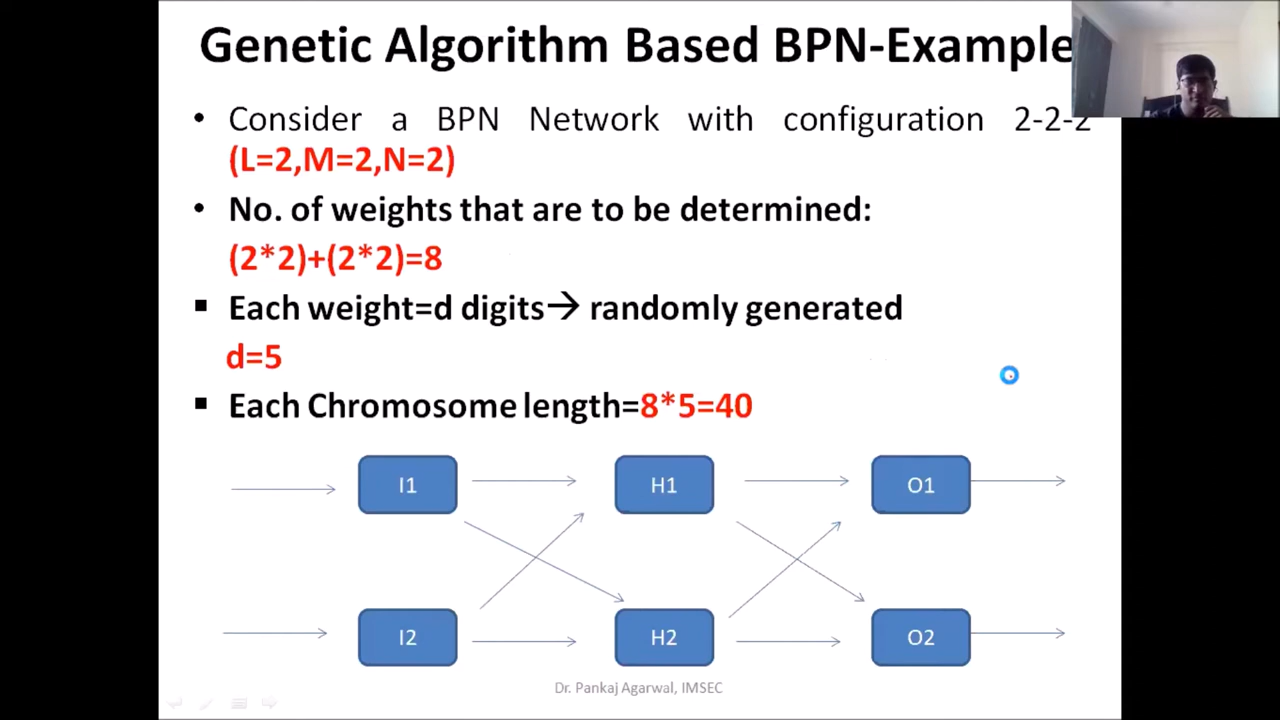 Genetic Algorithm Based BPN-Example
• Consider a BPN Network with configuration 2-2-2
(L=2,M=2,N=2)
• No. of weights that are to be determined:
(2*2)+(2*2)=8
▪ Each weight=d digits→ randomly generated
d=5
▪ Each Chromosome length=8*5=40
I1 H1 O1
I2 H2 O2
Dr. Pankaj Agarwal, IMSEC